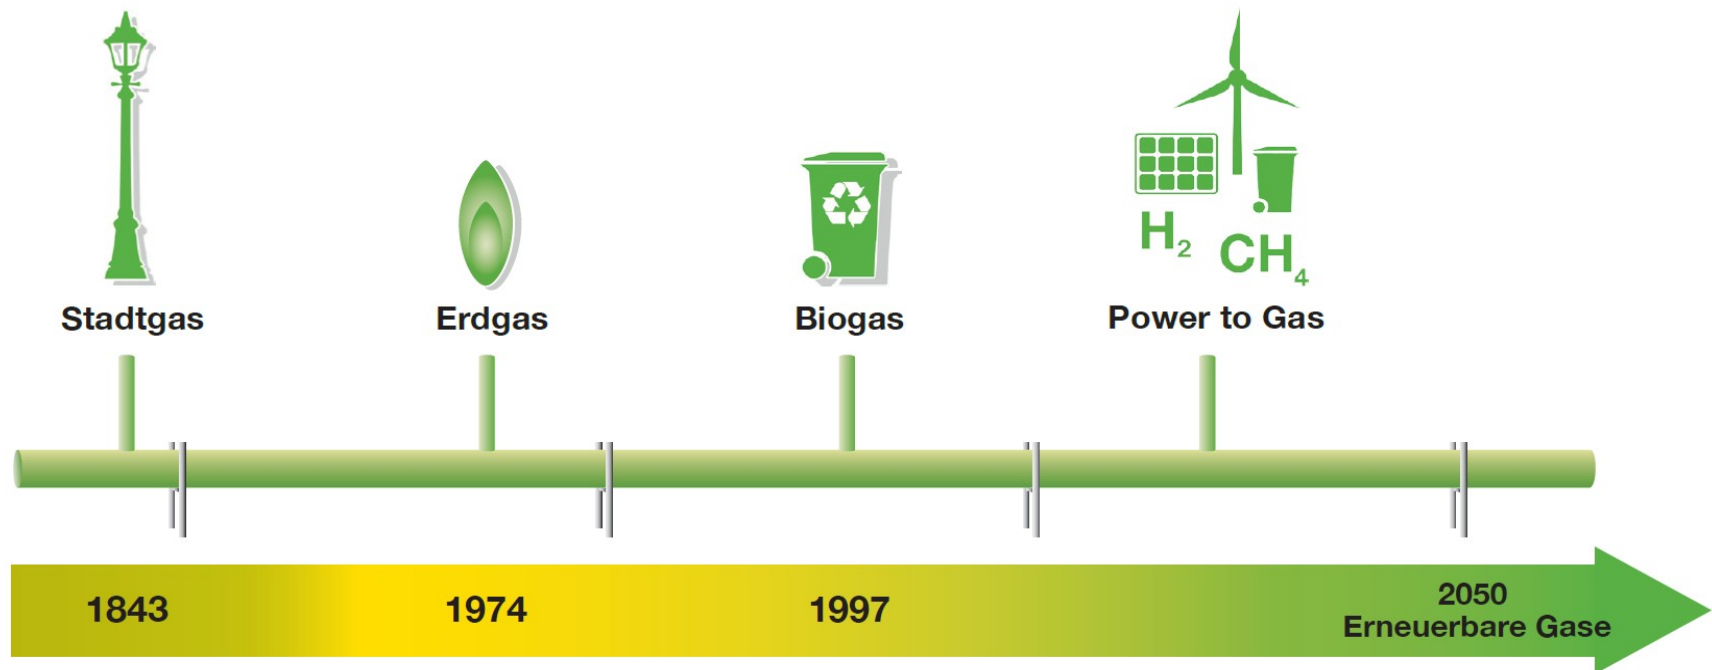 H₂
CH₄
Stadtgas
Erdgas
Biogas
Power to Gas
1843
1974
1997
2050
Erneuerbare Gase